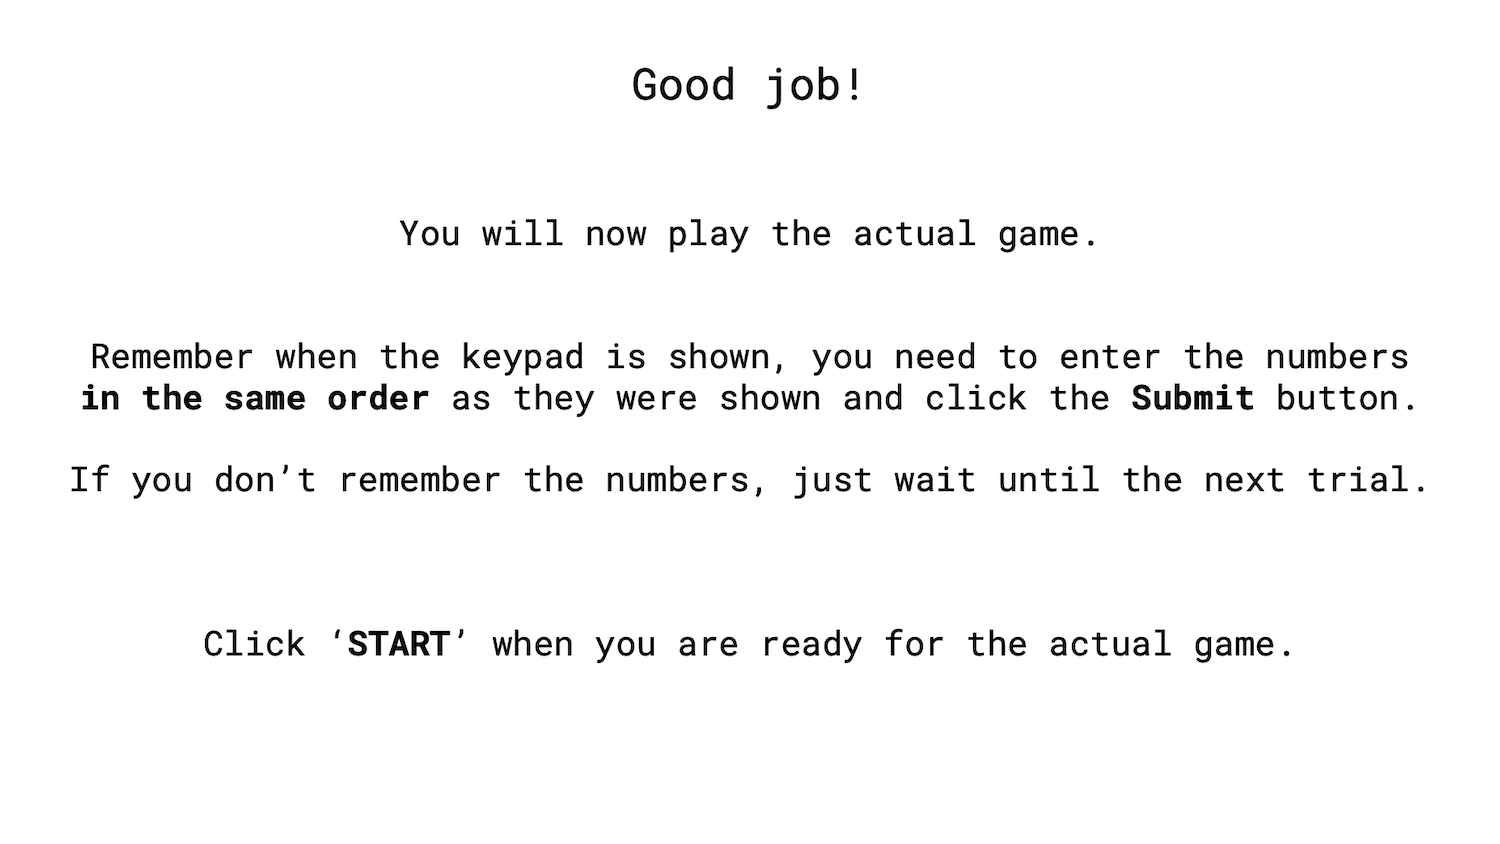 Good job!
You will now play the actual game.
Remember when the keypad is shown, you need to enter the numbers
in the same order as they were shown and click the Submit button.
If you don’t remember the numbers, just wait until the next trial.
Click ‘START’ when you are ready for the actual game.